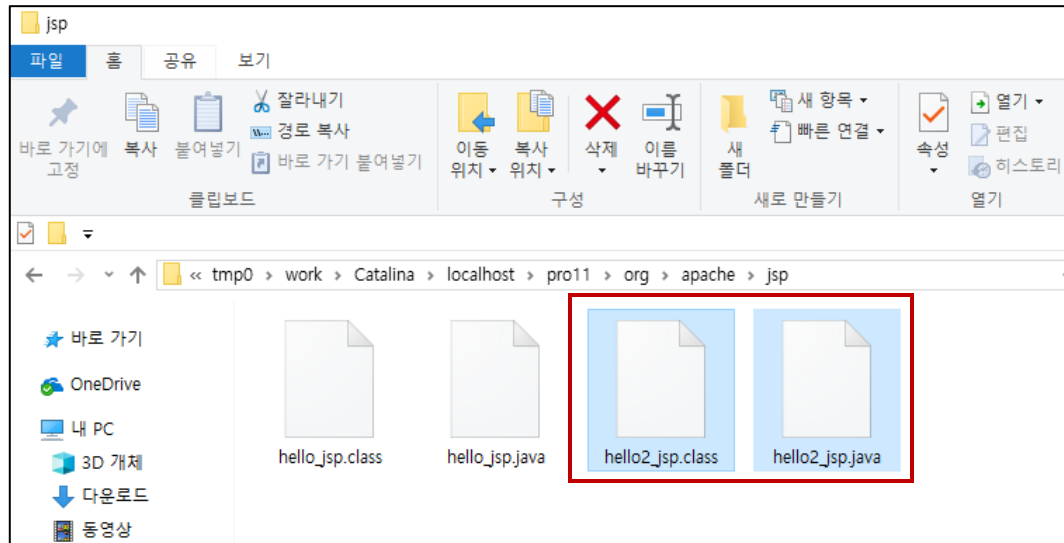 jsp
파일 홈 공유 보기
바로 가기에 고정
복사
붙여넣기
잘라내기
경로 복사
바로 가기 붙여넣기
클립보드
이동 위치
복사 위치
삭제
이름 바꾸기
구성
새 폴더
새 항목
빠른 연결
새로 만들기
속성
열기
편집
히스토리
열기
« tmp0 > work > Catalina > localhost > pro11 > org > apache > jsp
바로 가기
OneDrive
내 PC
3D 개체
다운로드
동영상
hello_jsp.class
hello_jsp.java
hello2_jsp.class
hello2_jsp.java